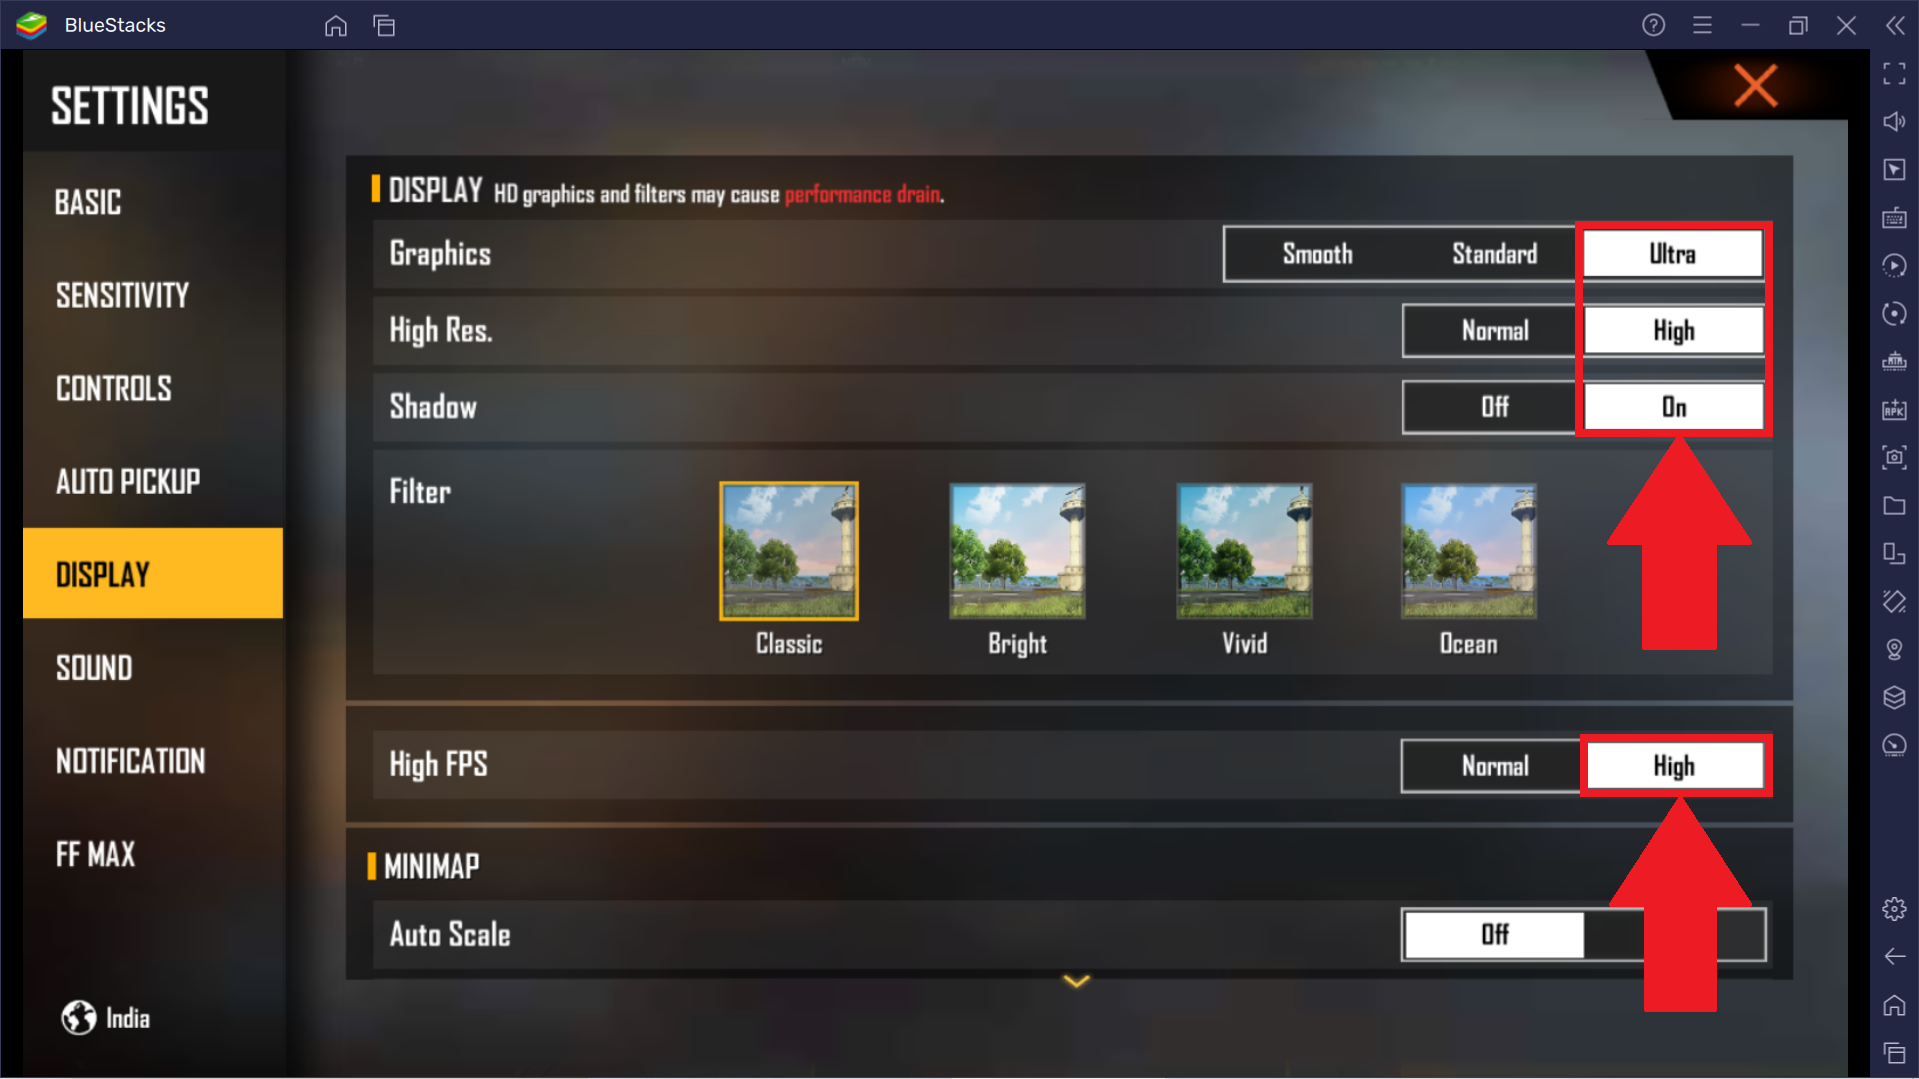 BlueStacks
SETTINGS
BASIC
SENSITIVITY
CONTROLS
AUTO PICKUP
DISPLAY
SOUND
NOTIFICATION
FF MAX
India
DISPLAY HD graphics and filters may cause performance drain.
Graphics Smooth Standard Ultra
High Res. Normal High
Shadow Off On
Filter
Classic Bright Vivid Ocean
High FPS Normal High
MINIMAP
Auto Scale Off
APK